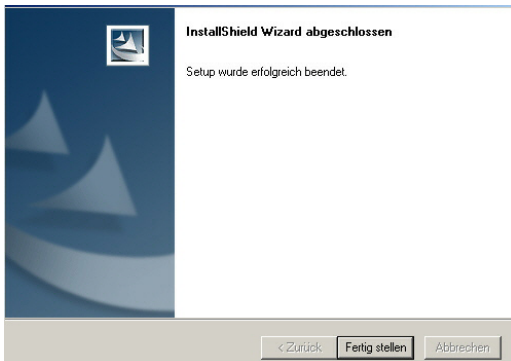 InstallShield Wizard abgeschlossen
Setup wurde erfolgreich beendet.
< Zurück Fertig stellen Abbrechen